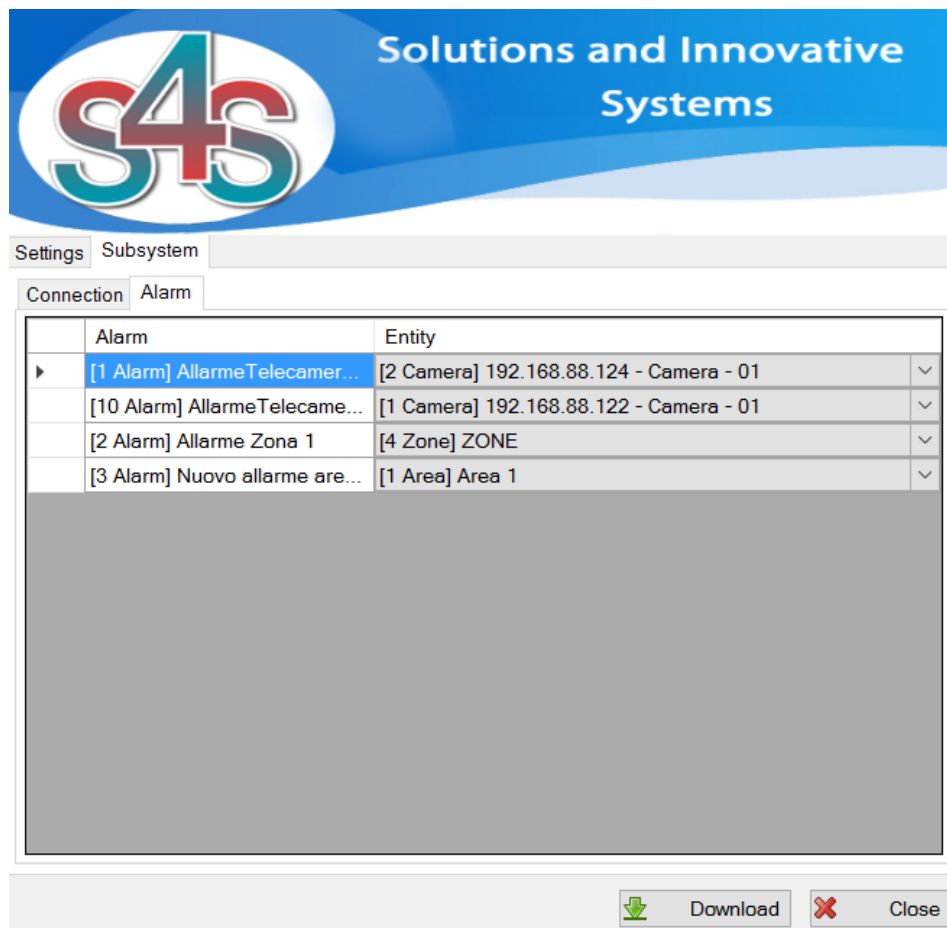 S4S
Solutions and Innovative
Systems
Settings Subsystem
Connection Alarm
Alarm Entity
[1 Alarm] AllarmeTelecamer... [2 Camera] 192.168.88.124 - Camera - 01
[10 Alarm] AllarmeTelecame... [1 Camera] 192.168.88.122 - Camera - 01
[2 Alarm] Allarme Zona 1 [4 Zone] ZONE
[3 Alarm] Nuovo allarme are... [1 Area] Area 1
Download Close